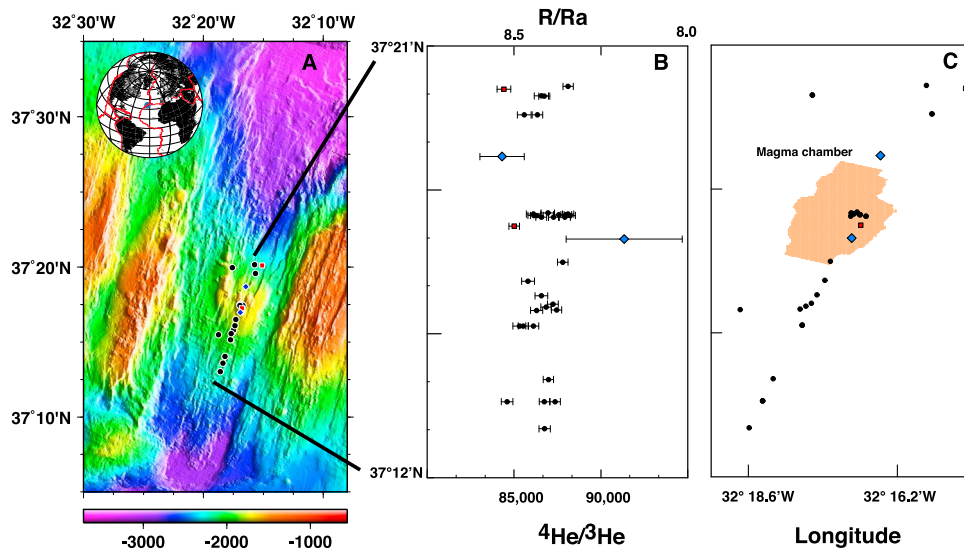 32˚30'W 32˚20'W 32˚10'W
R/Ra
8.5 8.0
37˚21'N
A B C
37˚30'N
37˚20'N
37˚10'N
Magma chamber
37˚12'N
85,000 90,000
32° 18.6'W 32° 16.2'W
-3000 -2000 -1000
⁴He/³He
Longitude